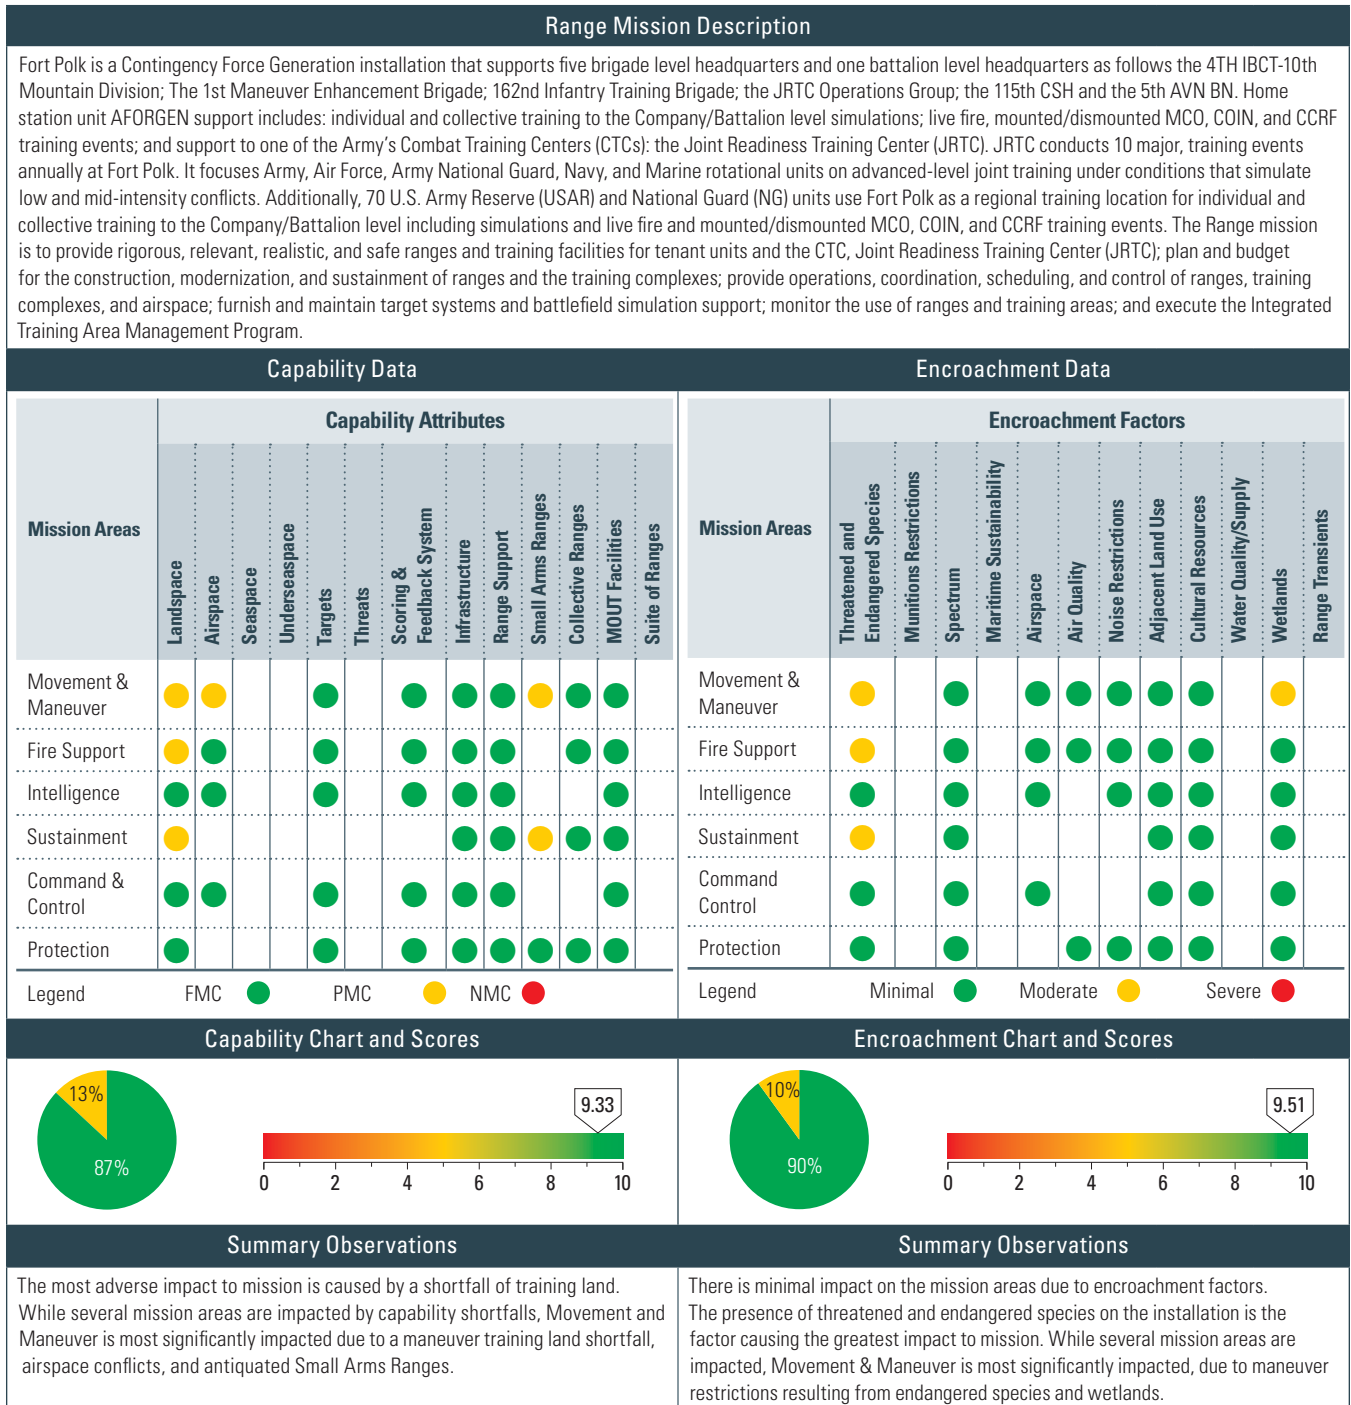 Range Mission Description
Fort Polk is a Contingency Force Generation installation that supports five brigade level headquarters and one battalion level headquarters as follows the 4TH IBCT-10th
Mountain Division; The 1st Maneuver Enhancement Brigade; 162nd Infantry Training Brigade; the JRTC Operations Group; the 115th CSH and the 5th AVN BN. Home
station unit AFORGEN support includes: individual and collective training to the Company/Battalion level simulations; live fire, mounted/dismounted MCO, COIN, and CCRF
training events; and support to one of the Army's Combat Training Centers (CTCs): the Joint Readiness Training Center (JRTC). JRTC conducts 10 major, training events
annually at Fort Polk. It focuses Army, Air Force, Army National Guard, Navy, and Marine rotational units on advanced-level joint training under conditions that simulate
low and mid-intensity conflicts. Additionally, 70 U.S. Army Reserve (USAR) and National Guard (NG) units use Fort Polk as a regional training location for individual and
collective training to the Company/Battalion level including simulations and live fire and mounted/dismounted MCO, COIN, and CCRF training events. The Range mission
is to provide rigorous, relevant, realistic, and safe ranges and training facilities for tenant units and the CTC, Joint Readiness Training Center (JRTC); plan and budget
for the construction, modernization, and sustainment of ranges and the training complexes; provide operations, coordination, scheduling, and control of ranges, training
complexes, and airspace; furnish and maintain target systems and battlefield simulation support; monitor the use of ranges and training areas; and execute the Integrated
Training Area Management Program.
Capability Data
Mission Areas
Capability Attributes
Landspace
Airspace
Seaspace
Underseaspace
Targets
Threats
Scoring &
Feedback System
Infrastructure
Range Support
Small Arms Ranges
Collective Ranges
MOUT Facilities
Suite of Ranges
Movement &
Maneuver
Fire Support
Intelligence
Sustainment
Command &
Control
Protection
Legend FMC PMC NMC
Encroachment Data
Mission Areas
Encroachment Factors
Threatened and
Endangered Species
Munitions Restrictions
Spectrum
Maritime Sustainability
Airspace
Air Quality
Noise Restrictions
Adjacent Land Use
Cultural Resources
Water Quality/Supply
Wetlands
Range Transients
Movement &
Maneuver
Fire Support
Intelligence
Sustainment
Command
Control
Protection
Legend Minimal Moderate Severe
Capability Chart and Scores
13%
87%
9.33
0 2 4 6 8 10
Encroachment Chart and Scores
10%
90%
9.51
0 2 4 6 8 10
Summary Observations
The most adverse impact to mission is caused by a shortfall of training land.
While several mission areas are impacted by capability shortfalls, Movement and
Maneuver is most significantly impacted due to a maneuver training land shortfall,
airspace conflicts, and antiquated Small Arms Ranges.
Summary Observations
There is minimal impact on the mission areas due to encroachment factors.
The presence of threatened and endangered species on the installation is the
factor causing the greatest impact to mission. While several mission areas are
impacted, Movement & Maneuver is most significantly impacted, due to maneuver
restrictions resulting from endangered species and wetlands.